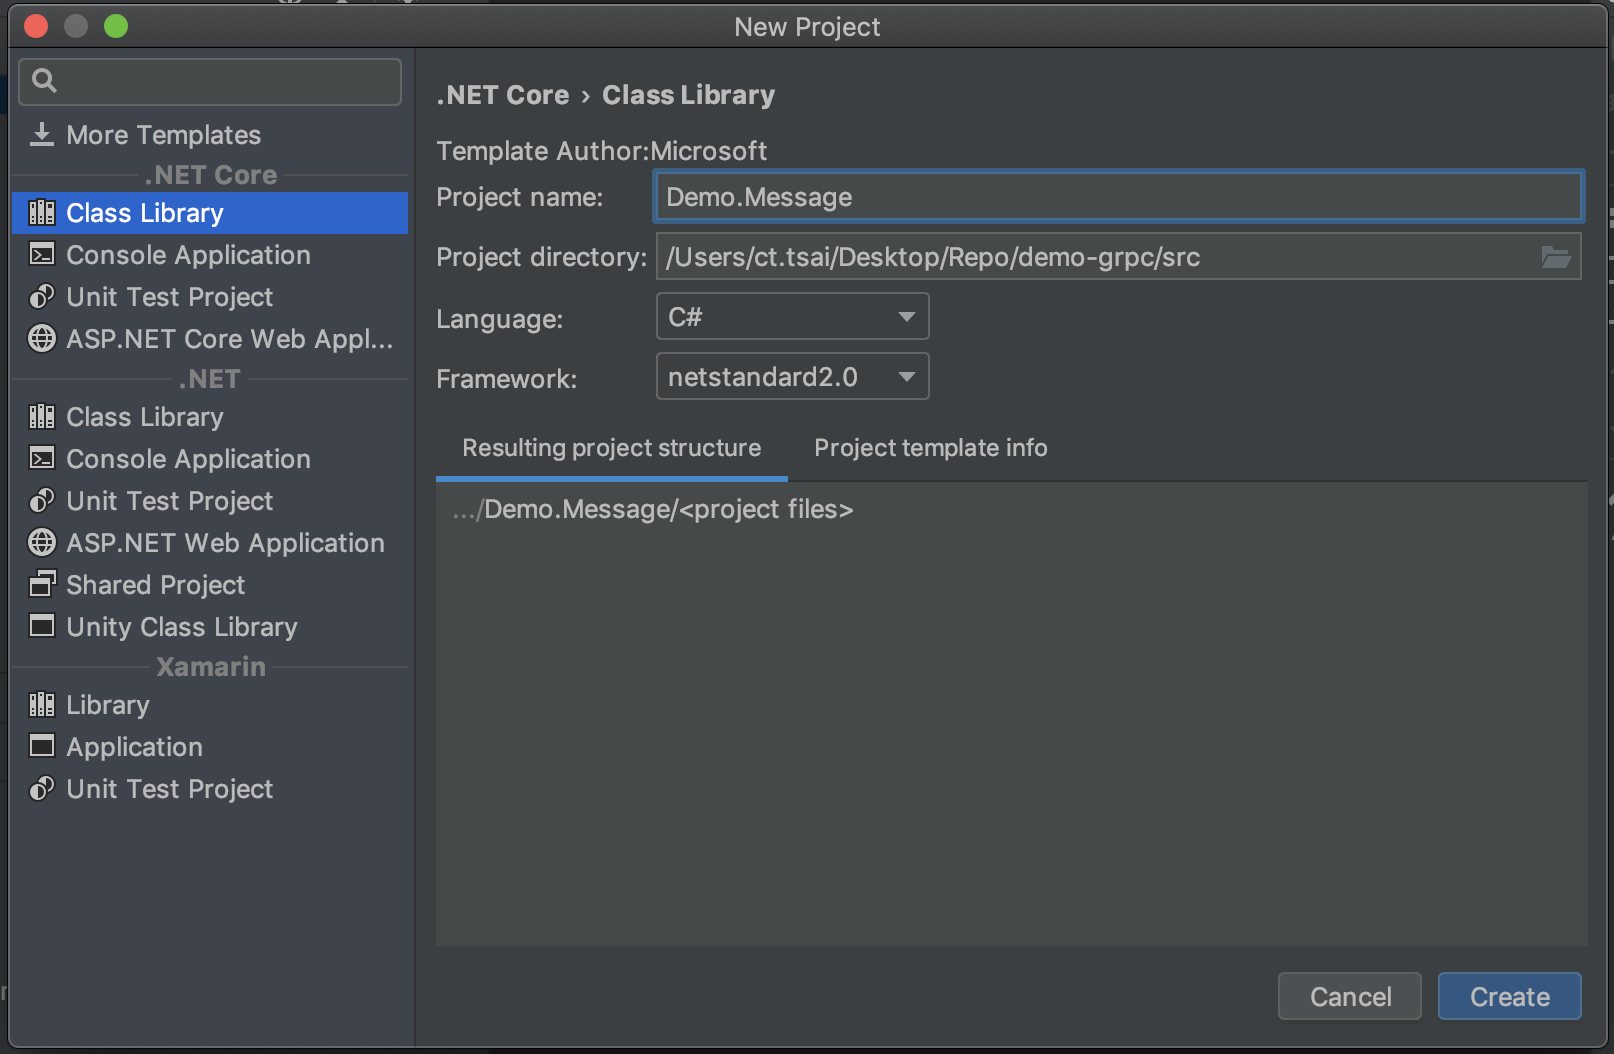 New Project
More Templates
.NET Core
Class Library
Console Application
Unit Test Project
ASP.NET Core Web Appl...
.NET
Class Library
Console Application
Unit Test Project
ASP.NET Web Application
Shared Project
Unity Class Library
Xamarin
Library
Application
Unit Test Project
.NET Core › Class Library
Template Author:Microsoft
Project name: Demo.Message
Project directory: /Users/ct.tsai/Desktop/Repo/demo-grpc/src
Language: C#
Framework: netstandard2.0
Resulting project structure Project template info
.../Demo.Message/<project files>
Cancel Create